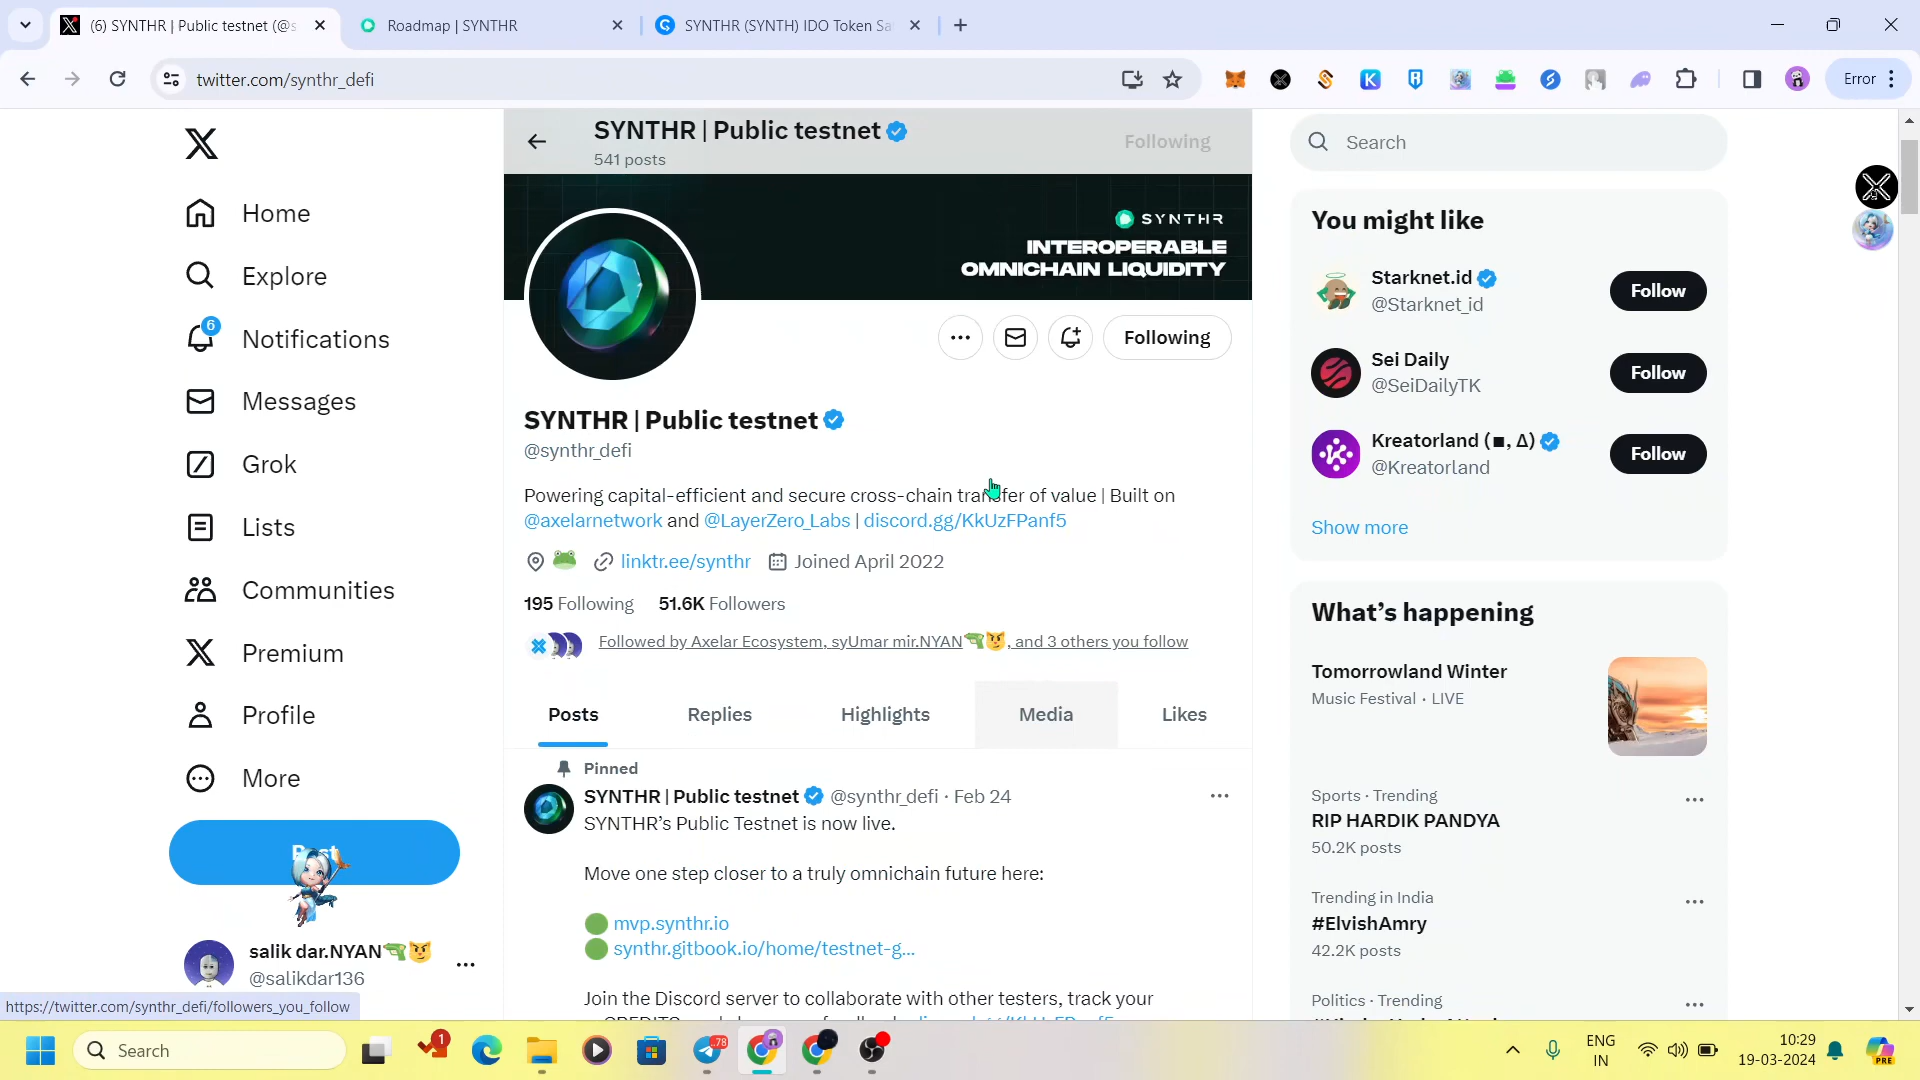 (6) SYNTHR | Public testnet (@s
Roadmap | SYNTHR
SYNTHR (SYNTH) IDO Token Sa
twitter.com/synthr_defi
Error
SYNTHR | Public testnet
541 posts
Following
Search
Home
Explore
6
Notifications
Messages
Grok
Lists
Communities
Premium
Profile
More
salik dar.NYAN🔫😼
@salikdar136
https://twitter.com/synthr_defi/followers_you_follow
SYNTHR
INTEROPERABLE
OMNICHAIN LIQUIDITY
Following
SYNTHR | Public testnet
@synthr_defi
Powering capital-efficient and secure cross-chain transfer of value | Built on
@axelarnetwork and @LayerZero_Labs | discord.gg/KkUzFPanf5
🐸 linktr.ee/synthr Joined April 2022
195 Following 51.6K Followers
Followed by Axelar Ecosystem, syUmar mir.NYAN🔫😼, and 3 others you follow
Posts Replies Highlights Media Likes
Pinned
SYNTHR | Public testnet @synthr_defi · Feb 24
SYNTHR’s Public Testnet is now live.
Move one step closer to a truly omnichain future here:
🟢 mvp.synthr.io
🟢 synthr.gitbook.io/home/testnet-g...
Join the Discord server to collaborate with other testers, track your
You might like
Starknet.id
@Starknet_id
Follow
Sei Daily
@SeiDailyTK
Follow
Kreatorland (■, Δ)
@Kreatorland
Follow
Show more
What’s happening
Tomorrowland Winter
Music Festival · LIVE
Sports · Trending
RIP HARDIK PANDYA
50.2K posts
Trending in India
#ElvishAmry
42.2K posts
Politics · Trending
Search
1
.78
ENG
IN
10:29
19-03-2024
PRE